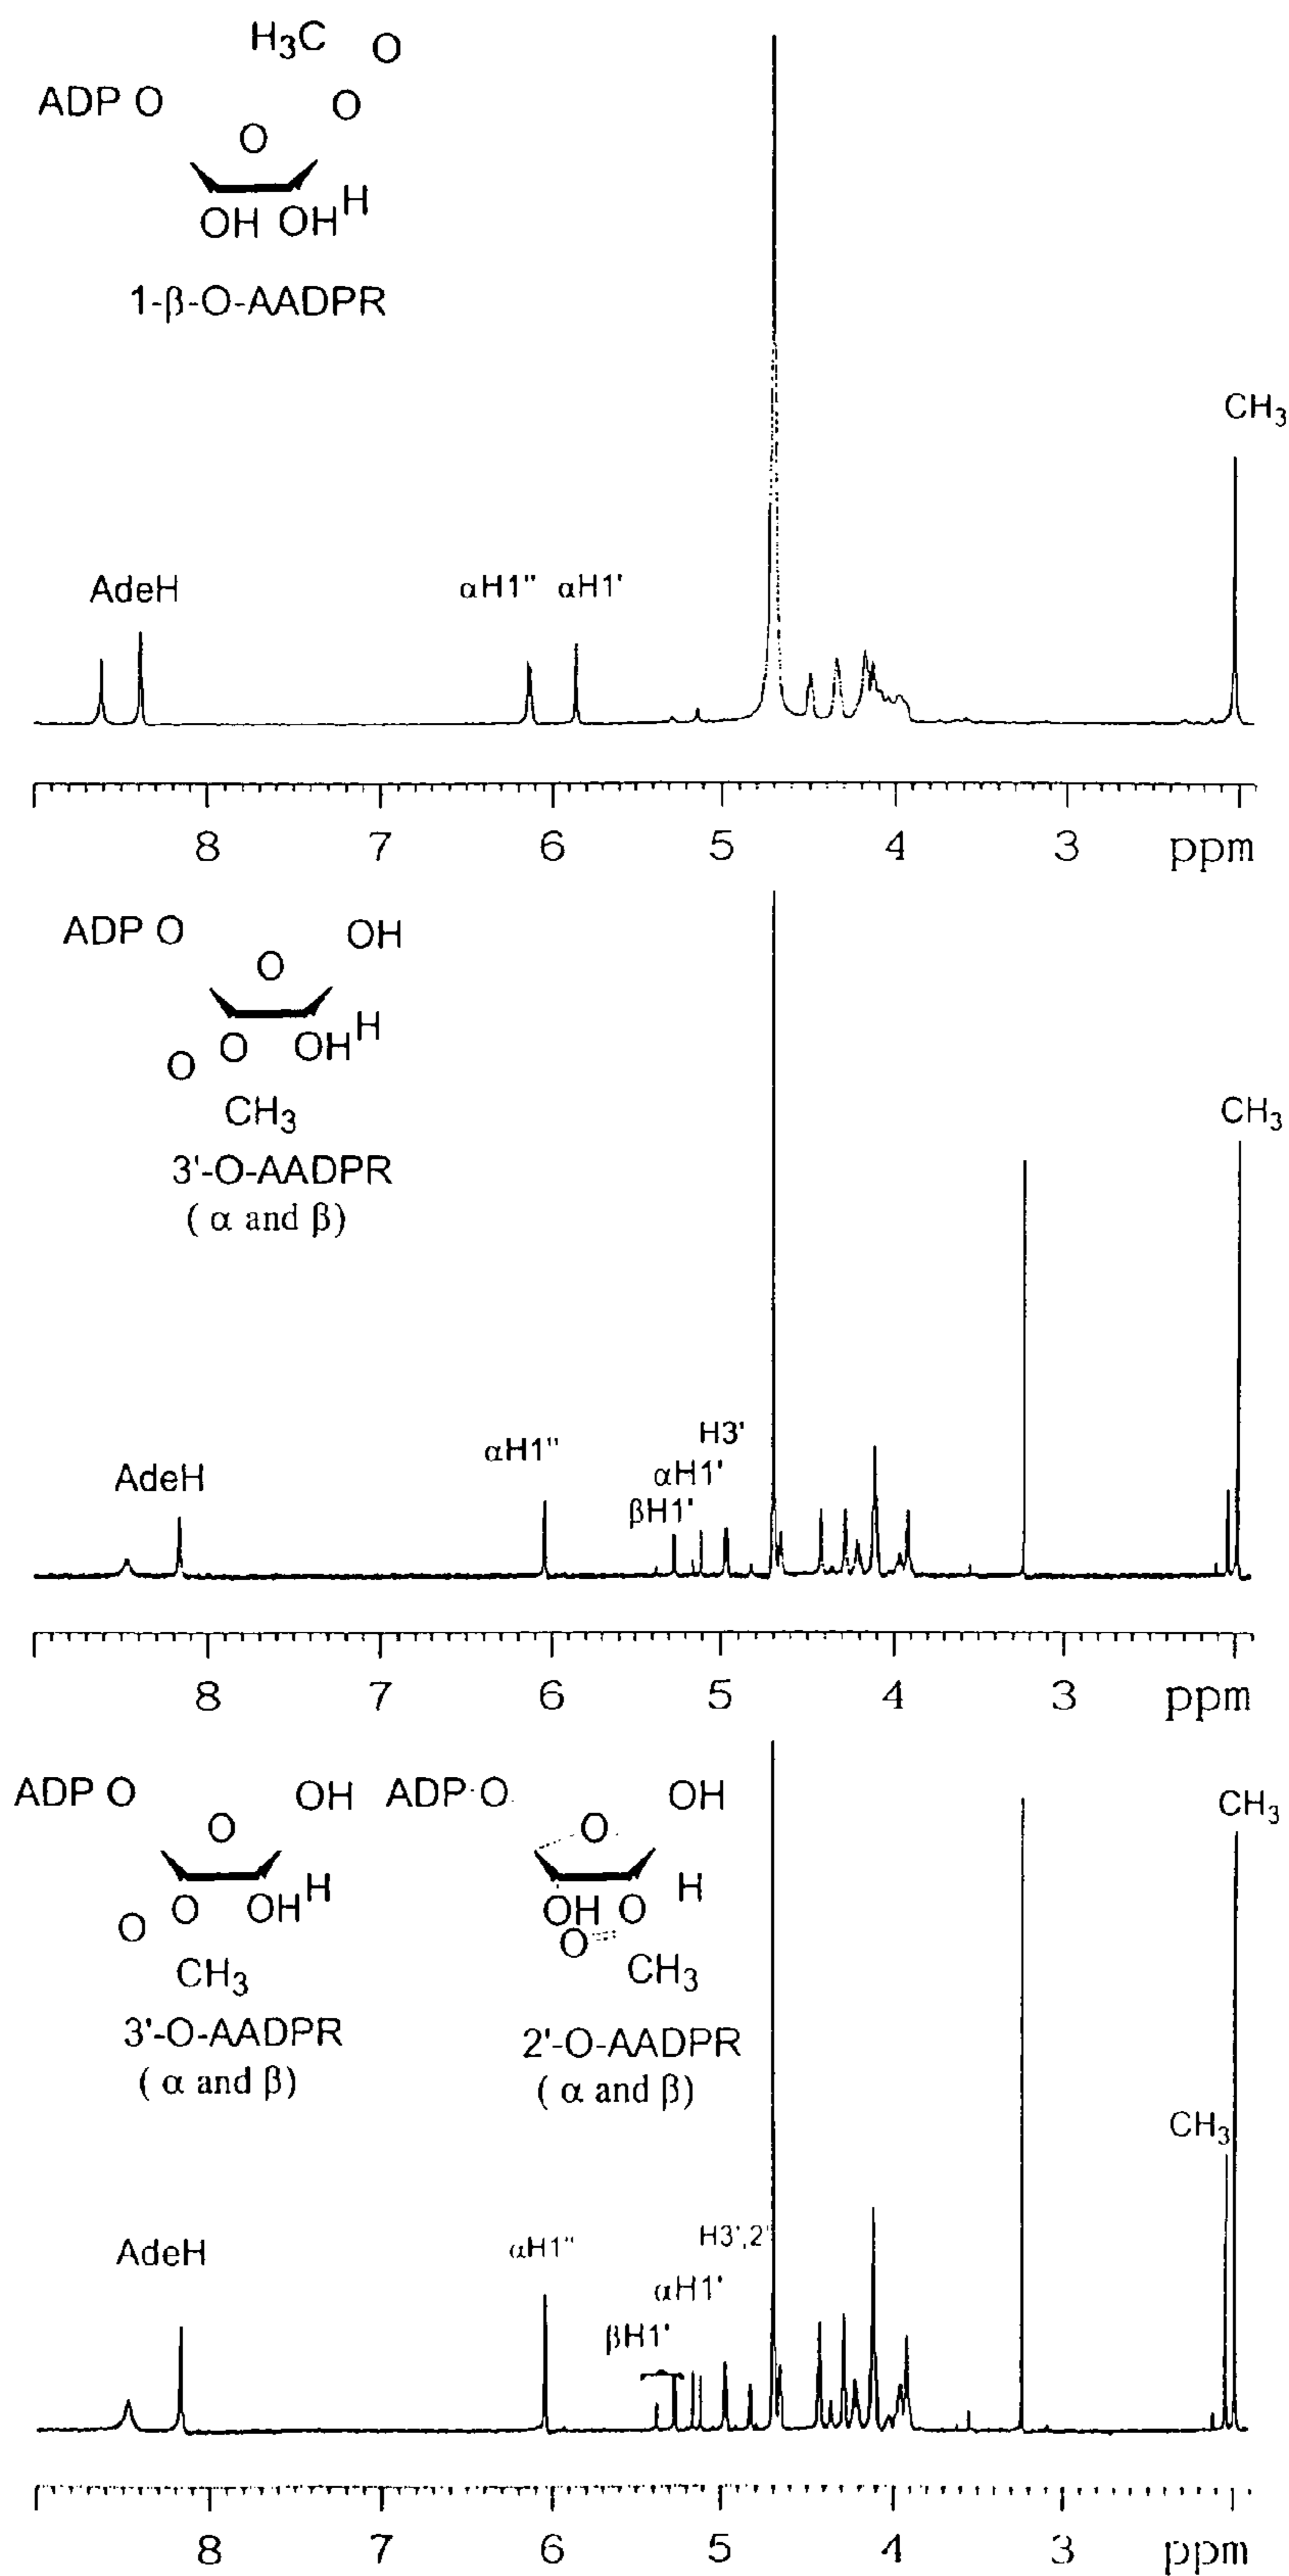 H₃C O
ADP O O
O
OH OH H
1-β-O-AADPR
CH₃
AdeH αH1" αH1'
8 7 6 5 4 3 ppm
ADP O OH
O
O O OH H
CH₃
3'-O-AADPR
( α and β)
CH₃
H3'
αH1"
αH1'
AdeH
βH1'
8 7 6 5 4 3 ppm
ADP O OH ADP O OH
O O
CH₃
O O OH H OH O H
O=
CH₃ CH₃
3'-O-AADPR 2'-O-AADPR
( α and β) ( α and β)
CH₃
H3',2'
AdeH αH1"
αH1'
βH1'
8 7 6 5 4 3 ppm